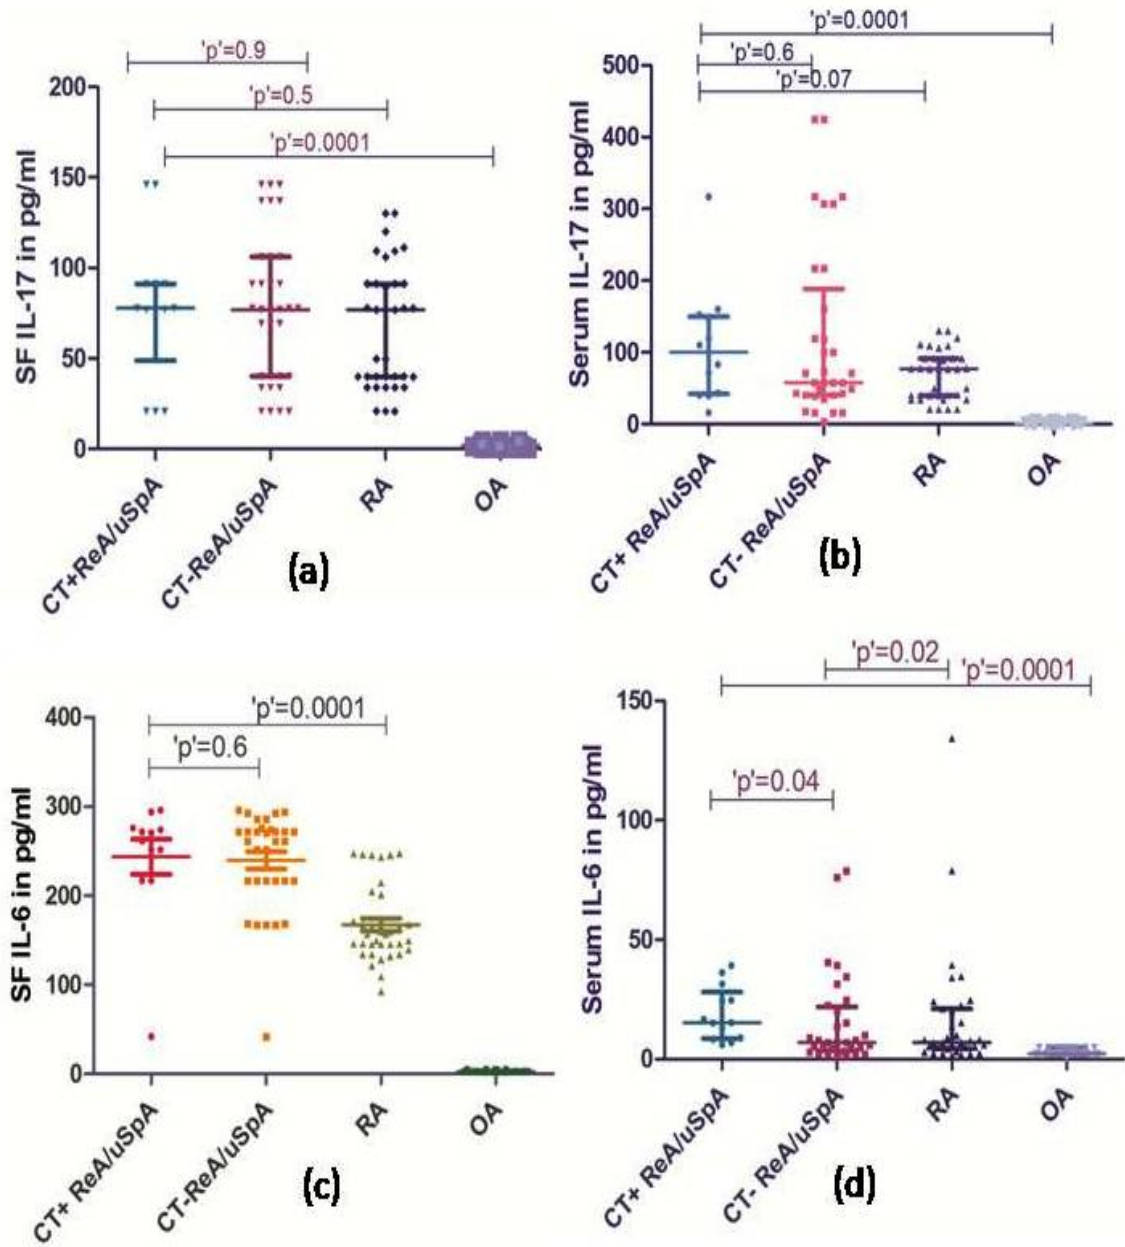 'p'=0.9
'p'=0.5
'p'=0.0001
SF IL-17 in pg/ml
200
150
100
50
0
CT+ReA/uSpA
CT-ReA/uSpA
RA
OA
(a)
'p'=0.0001
'p'=0.6
'p'=0.07
Serum IL-17 in pg/ml
500
400
300
200
100
0
CT+ ReA/uSpA
CT- ReA/uSpA
RA
OA
(b)
'p'=0.0001
'p'=0.6
SF IL-6 in pg/ml
400
300
200
100
0
CT+ ReA/uSpA
CT-ReA/uSpA
RA
OA
(c)
'p'=0.02
'p'=0.0001
'p'=0.04
Serum IL-6 in pg/ml
150
100
50
0
CT+ ReA/uSpA
CT- ReA/uSpA
RA
OA
(d)